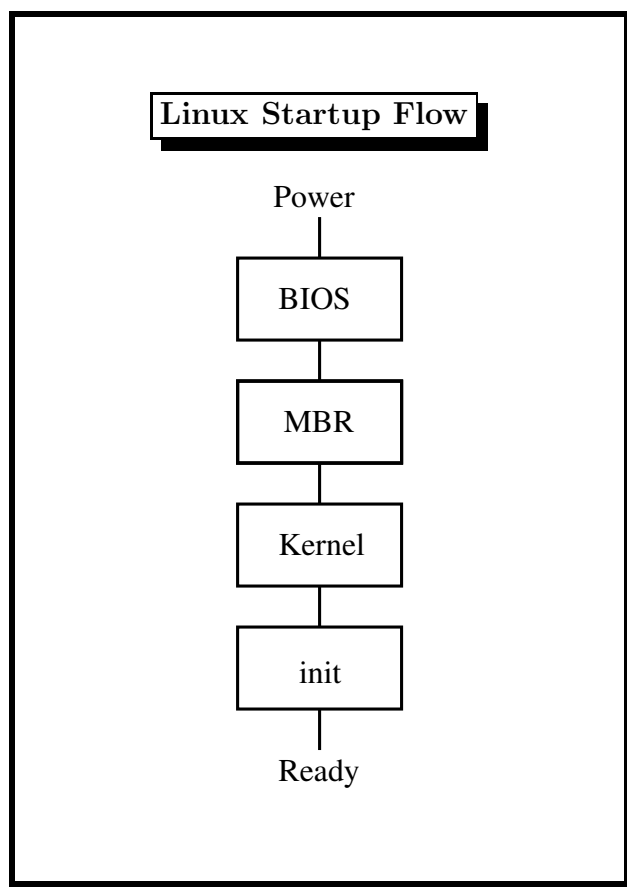 Linux Startup Flow
Power
BIOS
MBR
Kernel
init
Ready